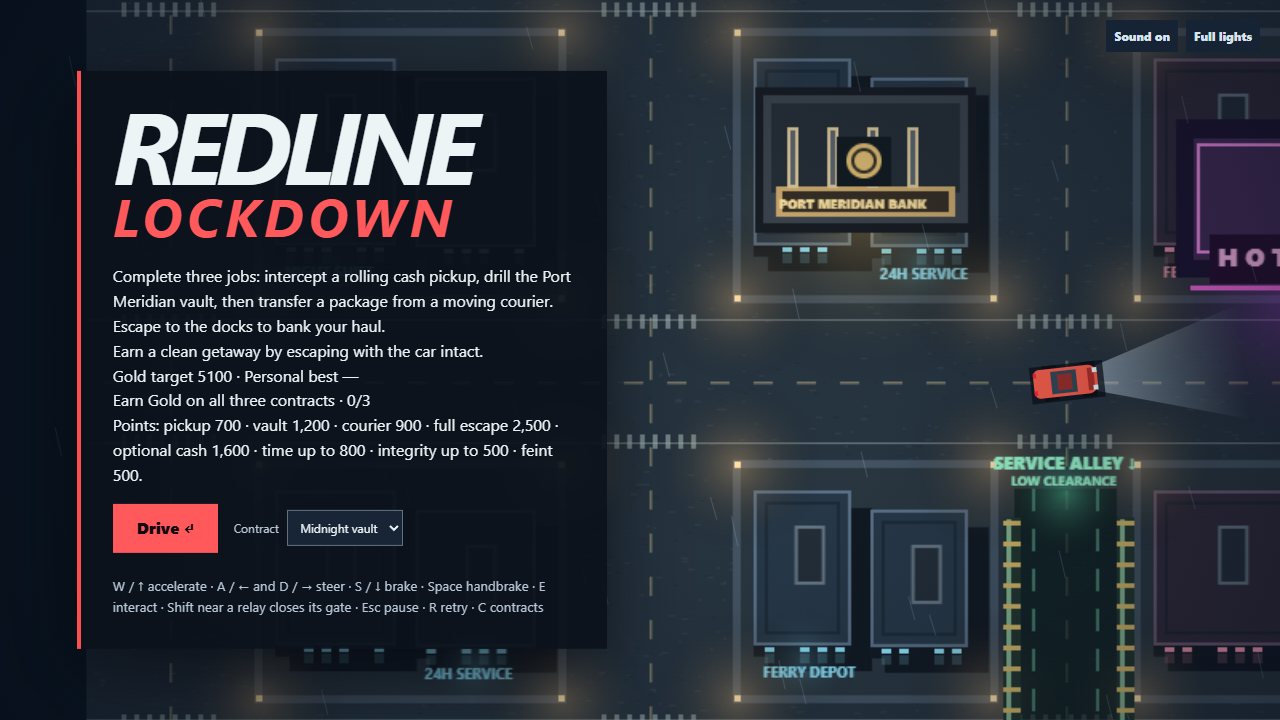 Sound on
Full lights
REDLINE
LOCKDOWN
Complete three jobs: intercept a rolling cash pickup, drill the Port
Meridian vault, then transfer a package from a moving courier.
Escape to the docks to bank your haul.
Earn a clean getaway by escaping with the car intact.
Gold target 5100 · Personal best —
Earn Gold on all three contracts · 0/3
Points: pickup 700 · vault 1,200 · courier 900 · full escape 2,500 ·
optional cash 1,600 · time up to 800 · integrity up to 500 · feint
500.
Drive ↵
Contract
Midnight vault
W / ↑ accelerate · A / ← and D / → steer · S / ↓ brake · Space handbrake · E
interact · Shift near a relay closes its gate · Esc pause · R retry · C contracts
PORT MERIDIAN BANK
24H SERVICE
HOT
SERVICE ALLEY ↓
LOW CLEARANCE
FERRY DEPOT
24H SERVICE